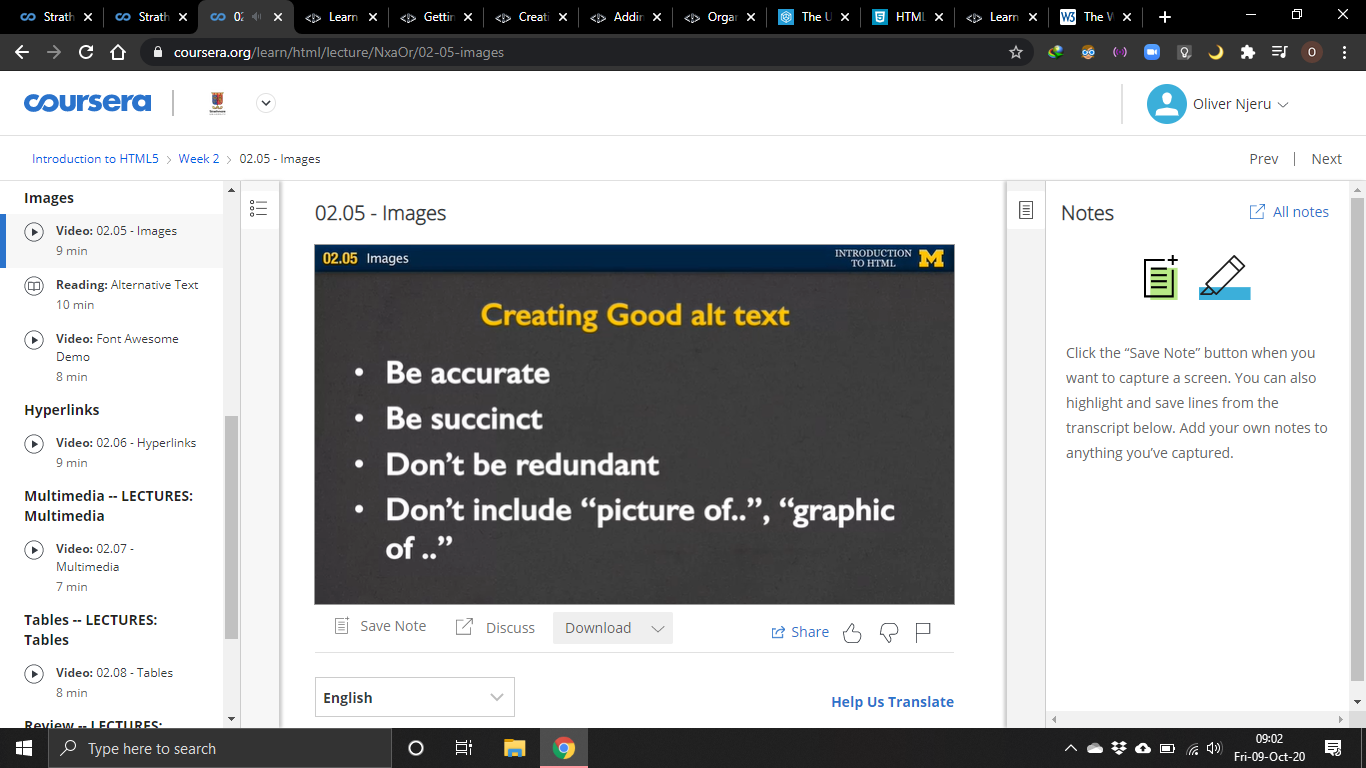 Strath
Strath
02
Learn
Gettin
Creati
Addin
Organ
The U
HTML
Learn
The W
coursera.org/learn/html/lecture/NxaOr/02-05-images
O
coursera
Oliver Njeru
Introduction to HTML5 > Week 2 > 02.05 - Images
Prev | Next
Images
Video: 02.05 - Images
9 min
Reading: Alternative Text
10 min
Video: Font Awesome
Demo
8 min
Hyperlinks
Video: 02.06 - Hyperlinks
9 min
Multimedia -- LECTURES:
Multimedia
Video: 02.07 -
Multimedia
7 min
Tables -- LECTURES:
Tables
Video: 02.08 - Tables
8 min
Review -- LECTURES:
02.05 - Images
02.05 Images
INTRODUCTION
TO HTML
M
Creating Good alt text
• Be accurate
• Be succinct
• Don’t be redundant
• Don’t include “picture of..”, “graphic
of ..”
Save Note
Discuss
Download
Share
English
Help Us Translate
Notes
All notes
Click the “Save Note” button when you
want to capture a screen. You can also
highlight and save lines from the
transcript below. Add your own notes to
anything you’ve captured.
Type here to search
09:02
Fri-09-Oct-20